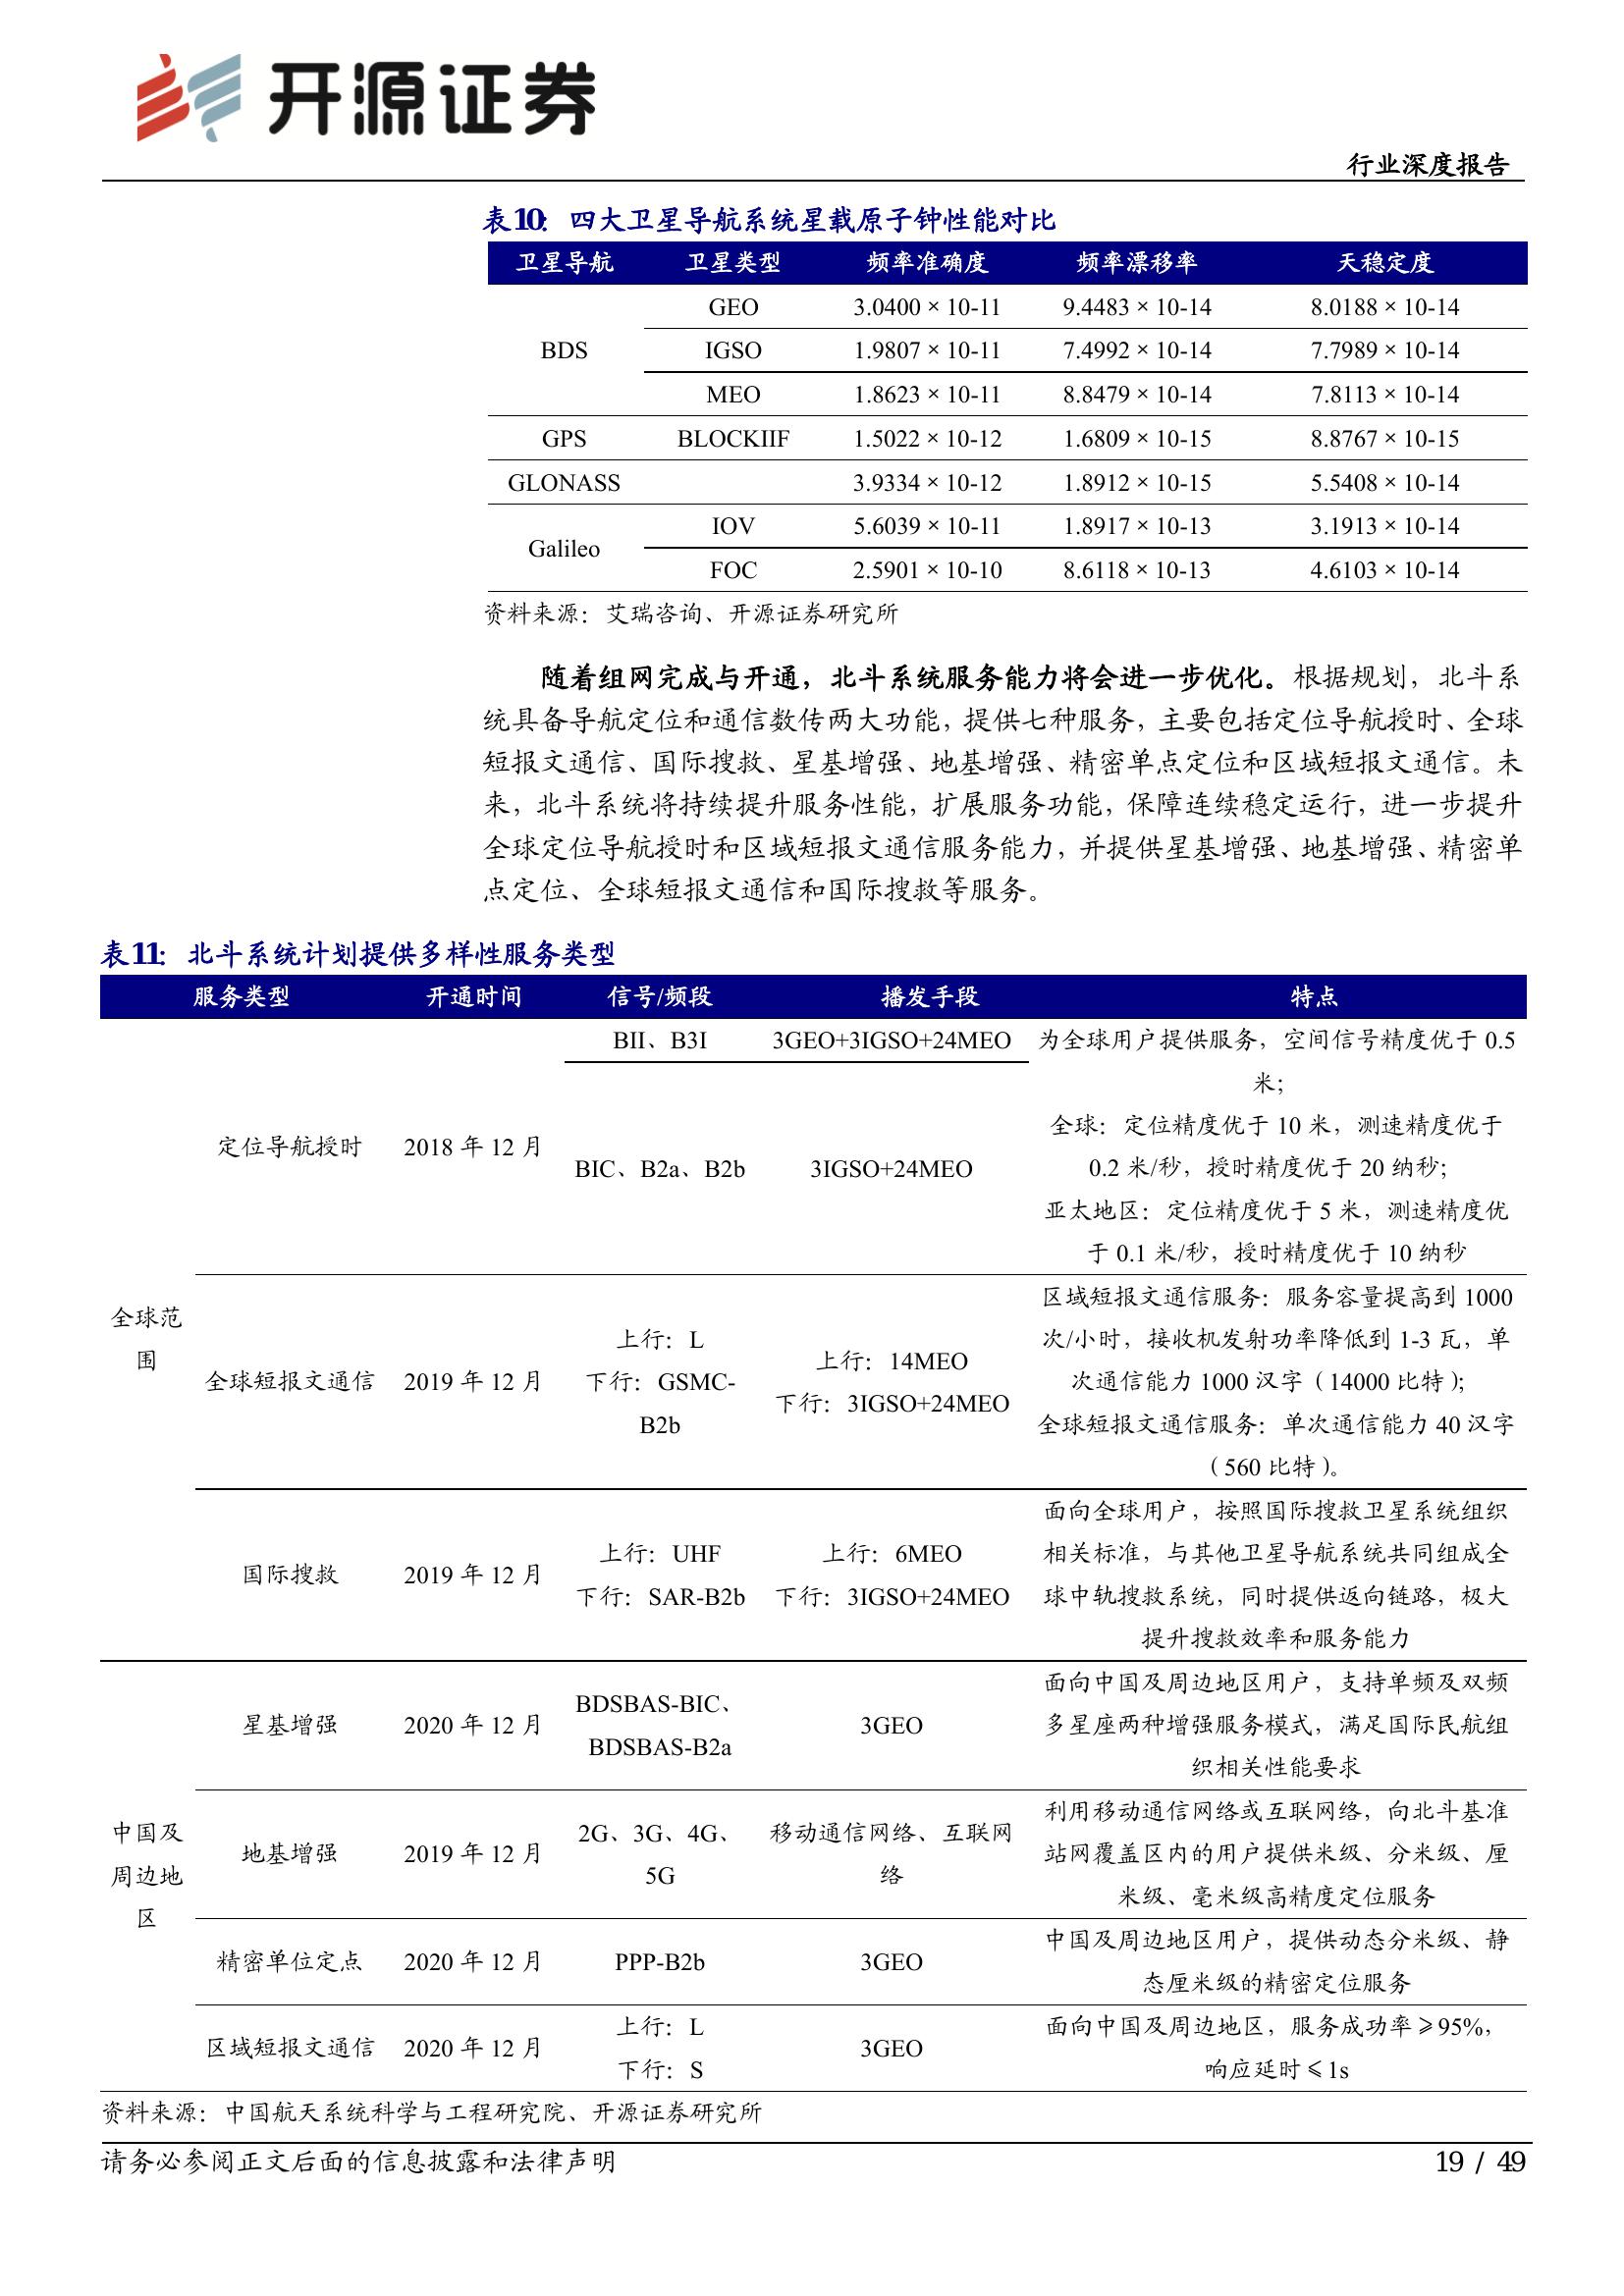 开源证券
行业深度报告
表10：四大卫星导航系统星载原子钟性能对比
卫星导航 卫星类型 频率准确度 频率漂移率 天稳定度
GEO 3.0400×10-11 9.4483×10-14 8.0188×10-14
BDS IGSO 1.9807×10-11 7.4992×10-14 7.7989×10-14
MEO 1.8623×10-11 8.8479×10-14 7.8113×10-14
GPS BLOCKIIF 1.5022×10-12 1.6809×10-15 8.8767×10-15
GLONASS 3.9334×10-12 1.8912×10-15 5.5408×10-14
IOV 5.6039×10-11 1.8917×10-13 3.1913×10-14
Galileo
FOC 2.5901×10-10 8.6118×10-13 4.6103×10-14
资料来源：艾瑞咨询、开源证券研究所
随着组网完成与开通，北斗系统服务能力将会进一步优化。根据规划，北斗系
统具备导航定位和通信数传两大功能，提供七种服务，主要包括定位导航授时、全球
短报文通信、国际搜救、星基增强、地基增强、精密单点定位和区域短报文通信。未
来，北斗系统将持续提升服务性能，扩展服务功能，保障连续稳定运行，进一步提升
全球定位导航授时和区域短报文通信服务能力，并提供星基增强、地基增强、精密单
点定位、全球短报文通信和国际搜救等服务。
表11：北斗系统计划提供多样性服务类型
服务类型 开通时间 信号/频段 播发手段 特点
全球范
围
定位导航授时 2018 年 12 月
BII、B3I 3GEO+3IGSO+24MEO
BIC、B2a、B2b 3IGSO+24MEO
为全球用户提供服务，空间信号精度优于 0.5
米；
全球：定位精度优于 10 米，测速精度优于
0.2 米/秒，授时精度优于 20 纳秒；
亚太地区：定位精度优于 5 米，测速精度优
于 0.1 米/秒，授时精度优于 10 纳秒
全球短报文通信 2019 年 12 月
上行：L
下行：GSMC-
B2b
上行：14MEO
下行：3IGSO+24MEO
区域短报文通信服务：服务容量提高到 1000
次/小时，接收机发射功率降低到 1-3 瓦，单
次通信能力 1000 汉字（14000 比特）；
全球短报文通信服务：单次通信能力 40 汉字
（560 比特）。
国际搜救 2019 年 12 月
上行：UHF
下行：SAR-B2b
上行：6MEO
下行：3IGSO+24MEO
面向全球用户，按照国际搜救卫星系统组织
相关标准，与其他卫星导航系统共同组成全
球中轨搜救系统，同时提供返向链路，极大
提升搜救效率和服务能力
中国及
周边地
区
星基增强 2020 年 12 月
BDSBAS-BIC、
BDSBAS-B2a
3GEO
面向中国及周边地区用户，支持单频及双频
多星座两种增强服务模式，满足国际民航组
织相关性能要求
地基增强 2019 年 12 月
2G、3G、4G、
5G
移动通信网络、互联网
络
利用移动通信网络或互联网络，向北斗基准
站网覆盖区内的用户提供米级、分米级、厘
米级、毫米级高精度定位服务
精密单位定点 2020 年 12 月 PPP-B2b 3GEO
中国及周边地区用户，提供动态分米级、静
态厘米级的精密定位服务
区域短报文通信 2020 年 12 月
上行：L
下行：S
3GEO
面向中国及周边地区，服务成功率≥95%，
响应延时≤1s
资料来源：中国航天系统科学与工程研究院、开源证券研究所
请务必参阅正文后面的信息披露和法律声明 19 / 49